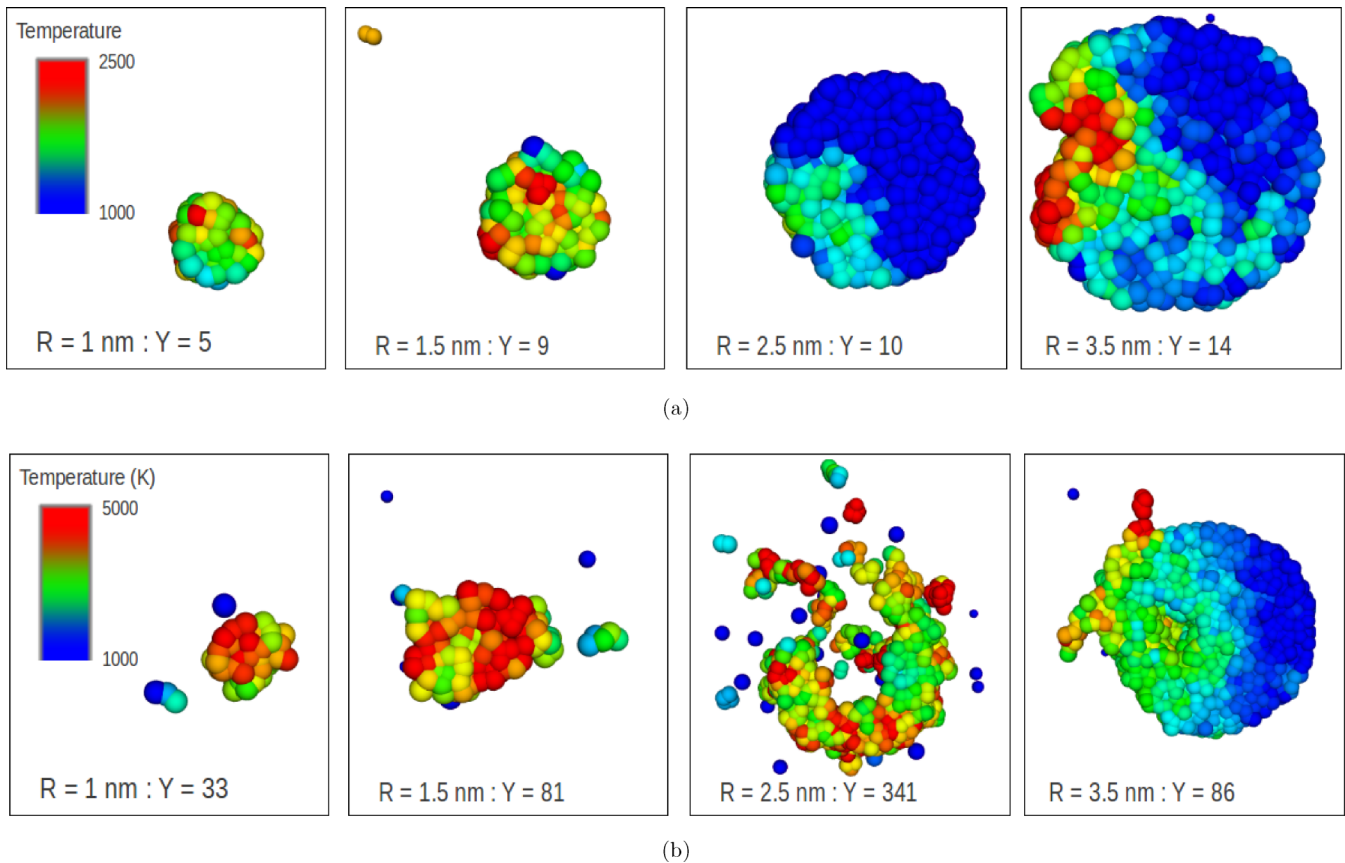 Temperature
2500
1000
R = 1 nm : Y = 5
R = 1.5 nm : Y = 9
R = 2.5 nm : Y = 10
R = 3.5 nm : Y = 14
(a)
Temperature (K)
5000
1000
R = 1 nm : Y = 33
R = 1.5 nm : Y = 81
R = 2.5 nm : Y = 341
R = 3.5 nm : Y = 86
(b)